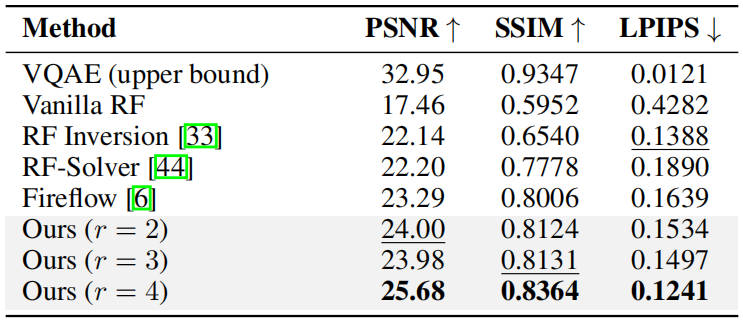 Method PSNR ↑ SSIM ↑ LPIPS ↓
VQAE (upper bound) 32.95 0.9347 0.0121
Vanilla RF 17.46 0.5952 0.4282
RF Inversion [33] 22.14 0.6540 0.1388
RF-Solver [44] 22.20 0.7778 0.1890
Fireflow [6] 23.29 0.8006 0.1639
Ours (r = 2) 24.00 0.8124 0.1534
Ours (r = 3) 23.98 0.8131 0.1497
Ours (r = 4) 25.68 0.8364 0.1241